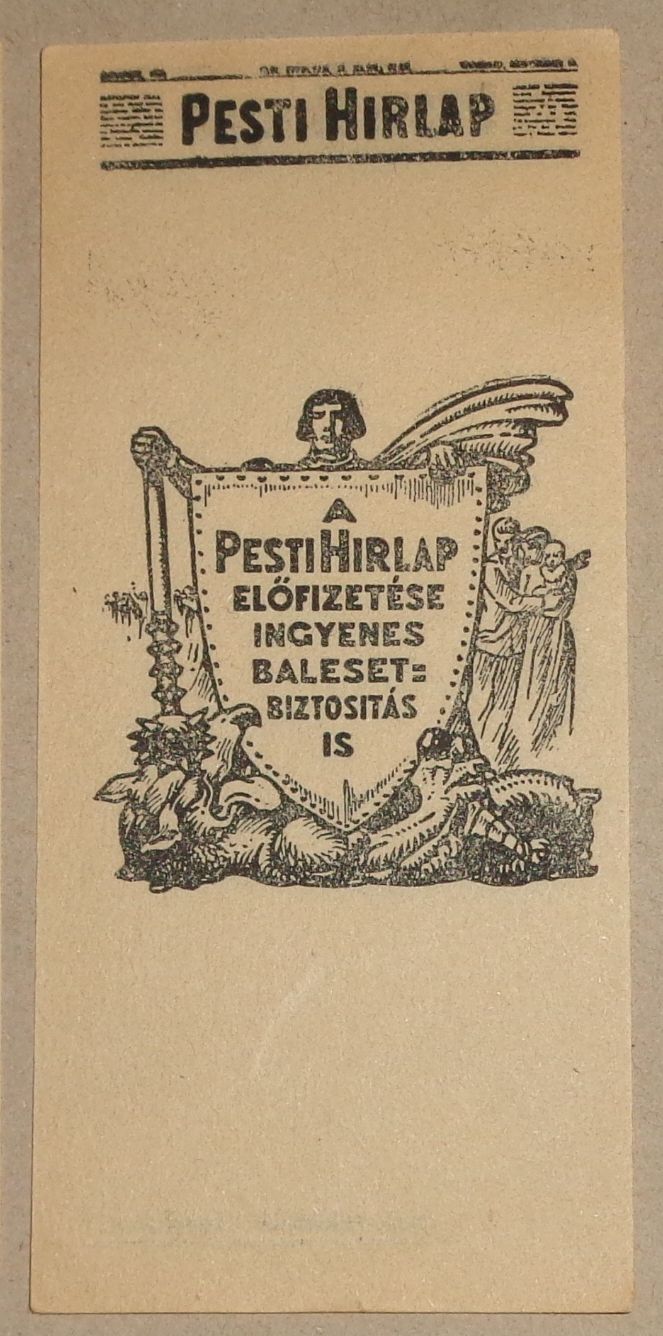 PESTI HIRLAP
A
PESTI HIRLAP
ELŐFIZETÉSE
INGYENES
BALESET=
BIZTOSITÁS
IS